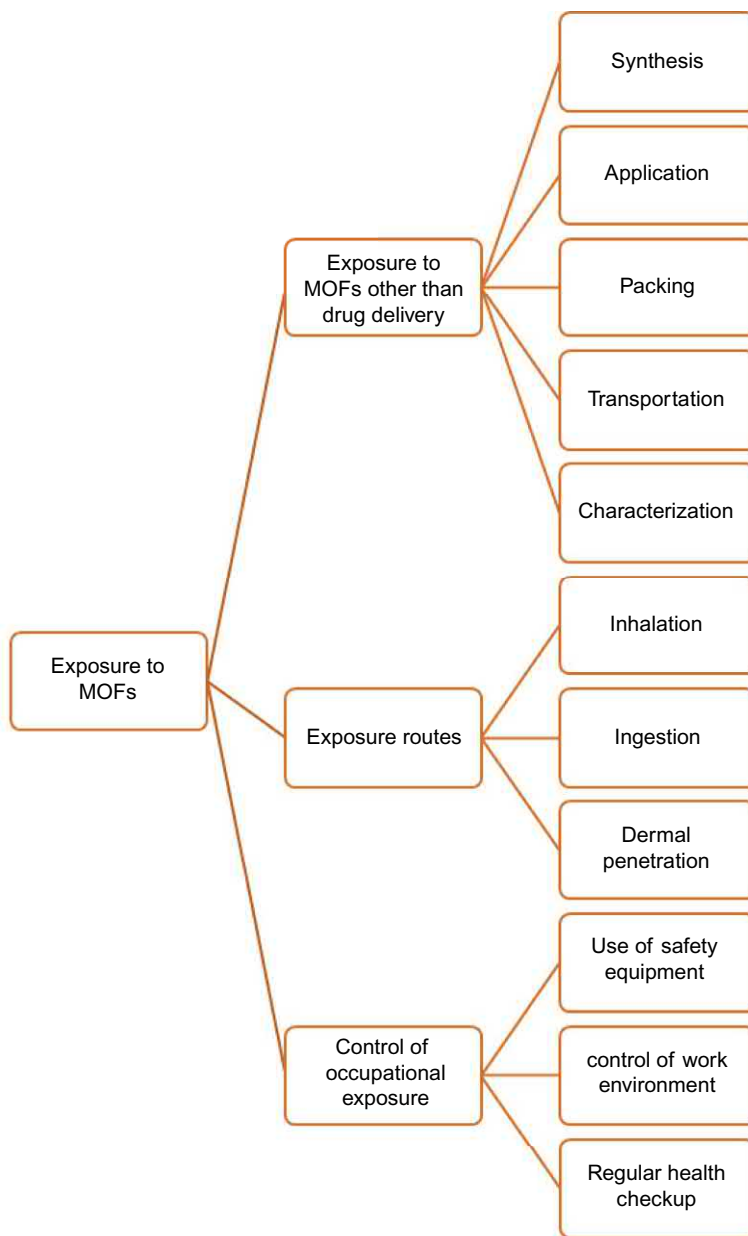 Synthesis
Application
Exposure to
MOFs other than
drug delivery
Packing
Transportation
Characterization
Inhalation
Exposure to
MOFs
Exposure routes
Ingestion
Dermal
penetration
Use of safety
equipment
Control of
occupational
exposure
control of work
environment
Regular health
checkup